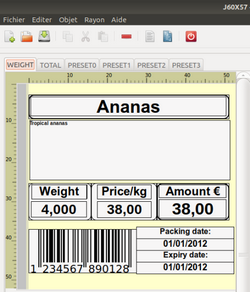 J60X57
Fichier Editer Objet Rayon Aide
WEIGHT TOTAL PRESET0 PRESET1 PRESET2 PRESET3
10 20 30 40 50
10
20
30
40
50
Ananas
Tropical ananas
Weight Price/kg Amount €
4,000 38,00 38,00
Packing date:
01/01/2012
Expiry date:
01/01/2012
1 234567 890128